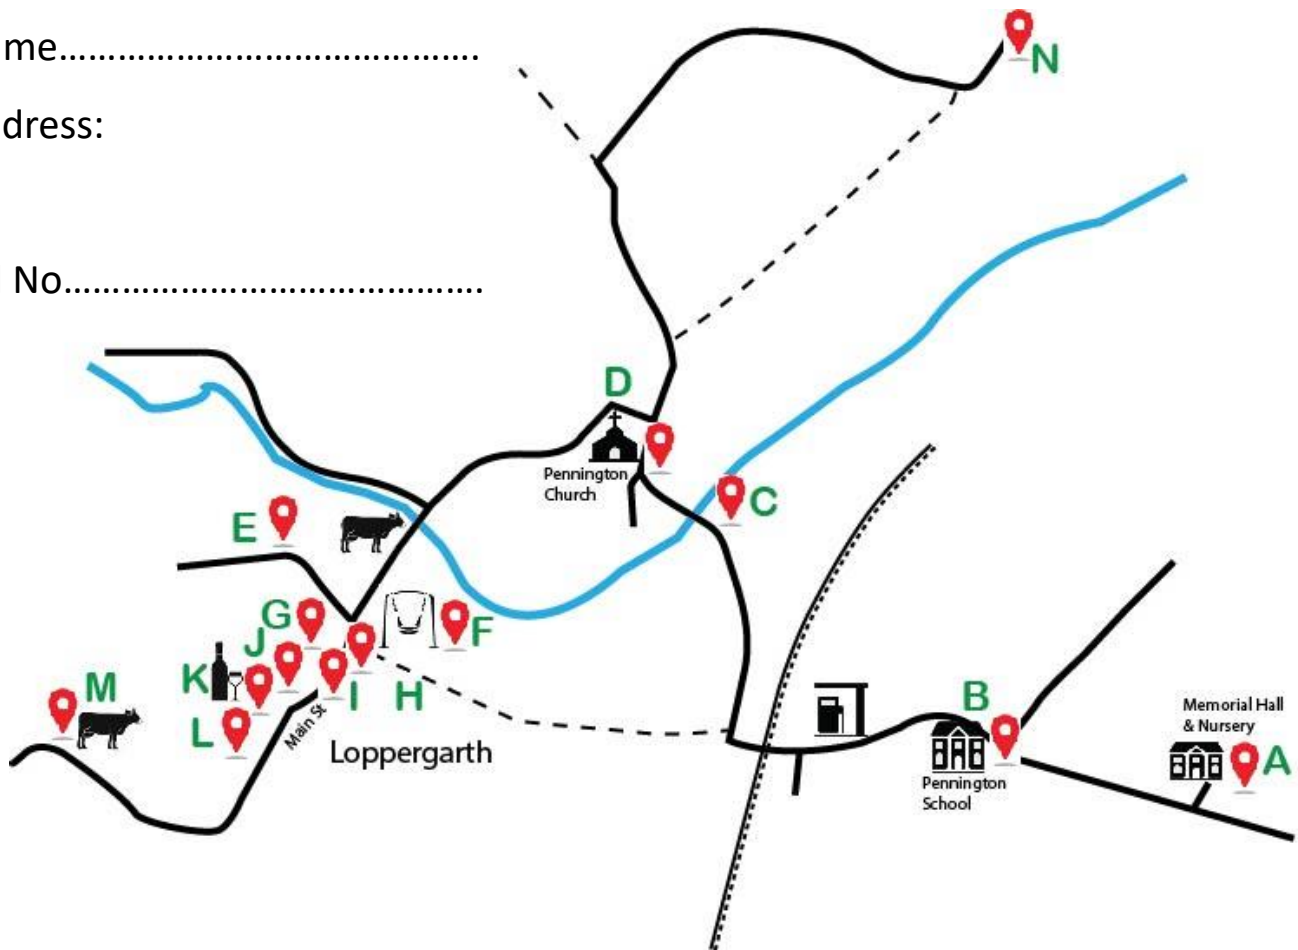 me..........................................
dress:
No..........................................
N
D
Pennington
Church
C
E
G
F
J
K
I
H
M
L
Main St
Loppergarth
B
Pennington
School
Memorial Hall
& Nursery
A